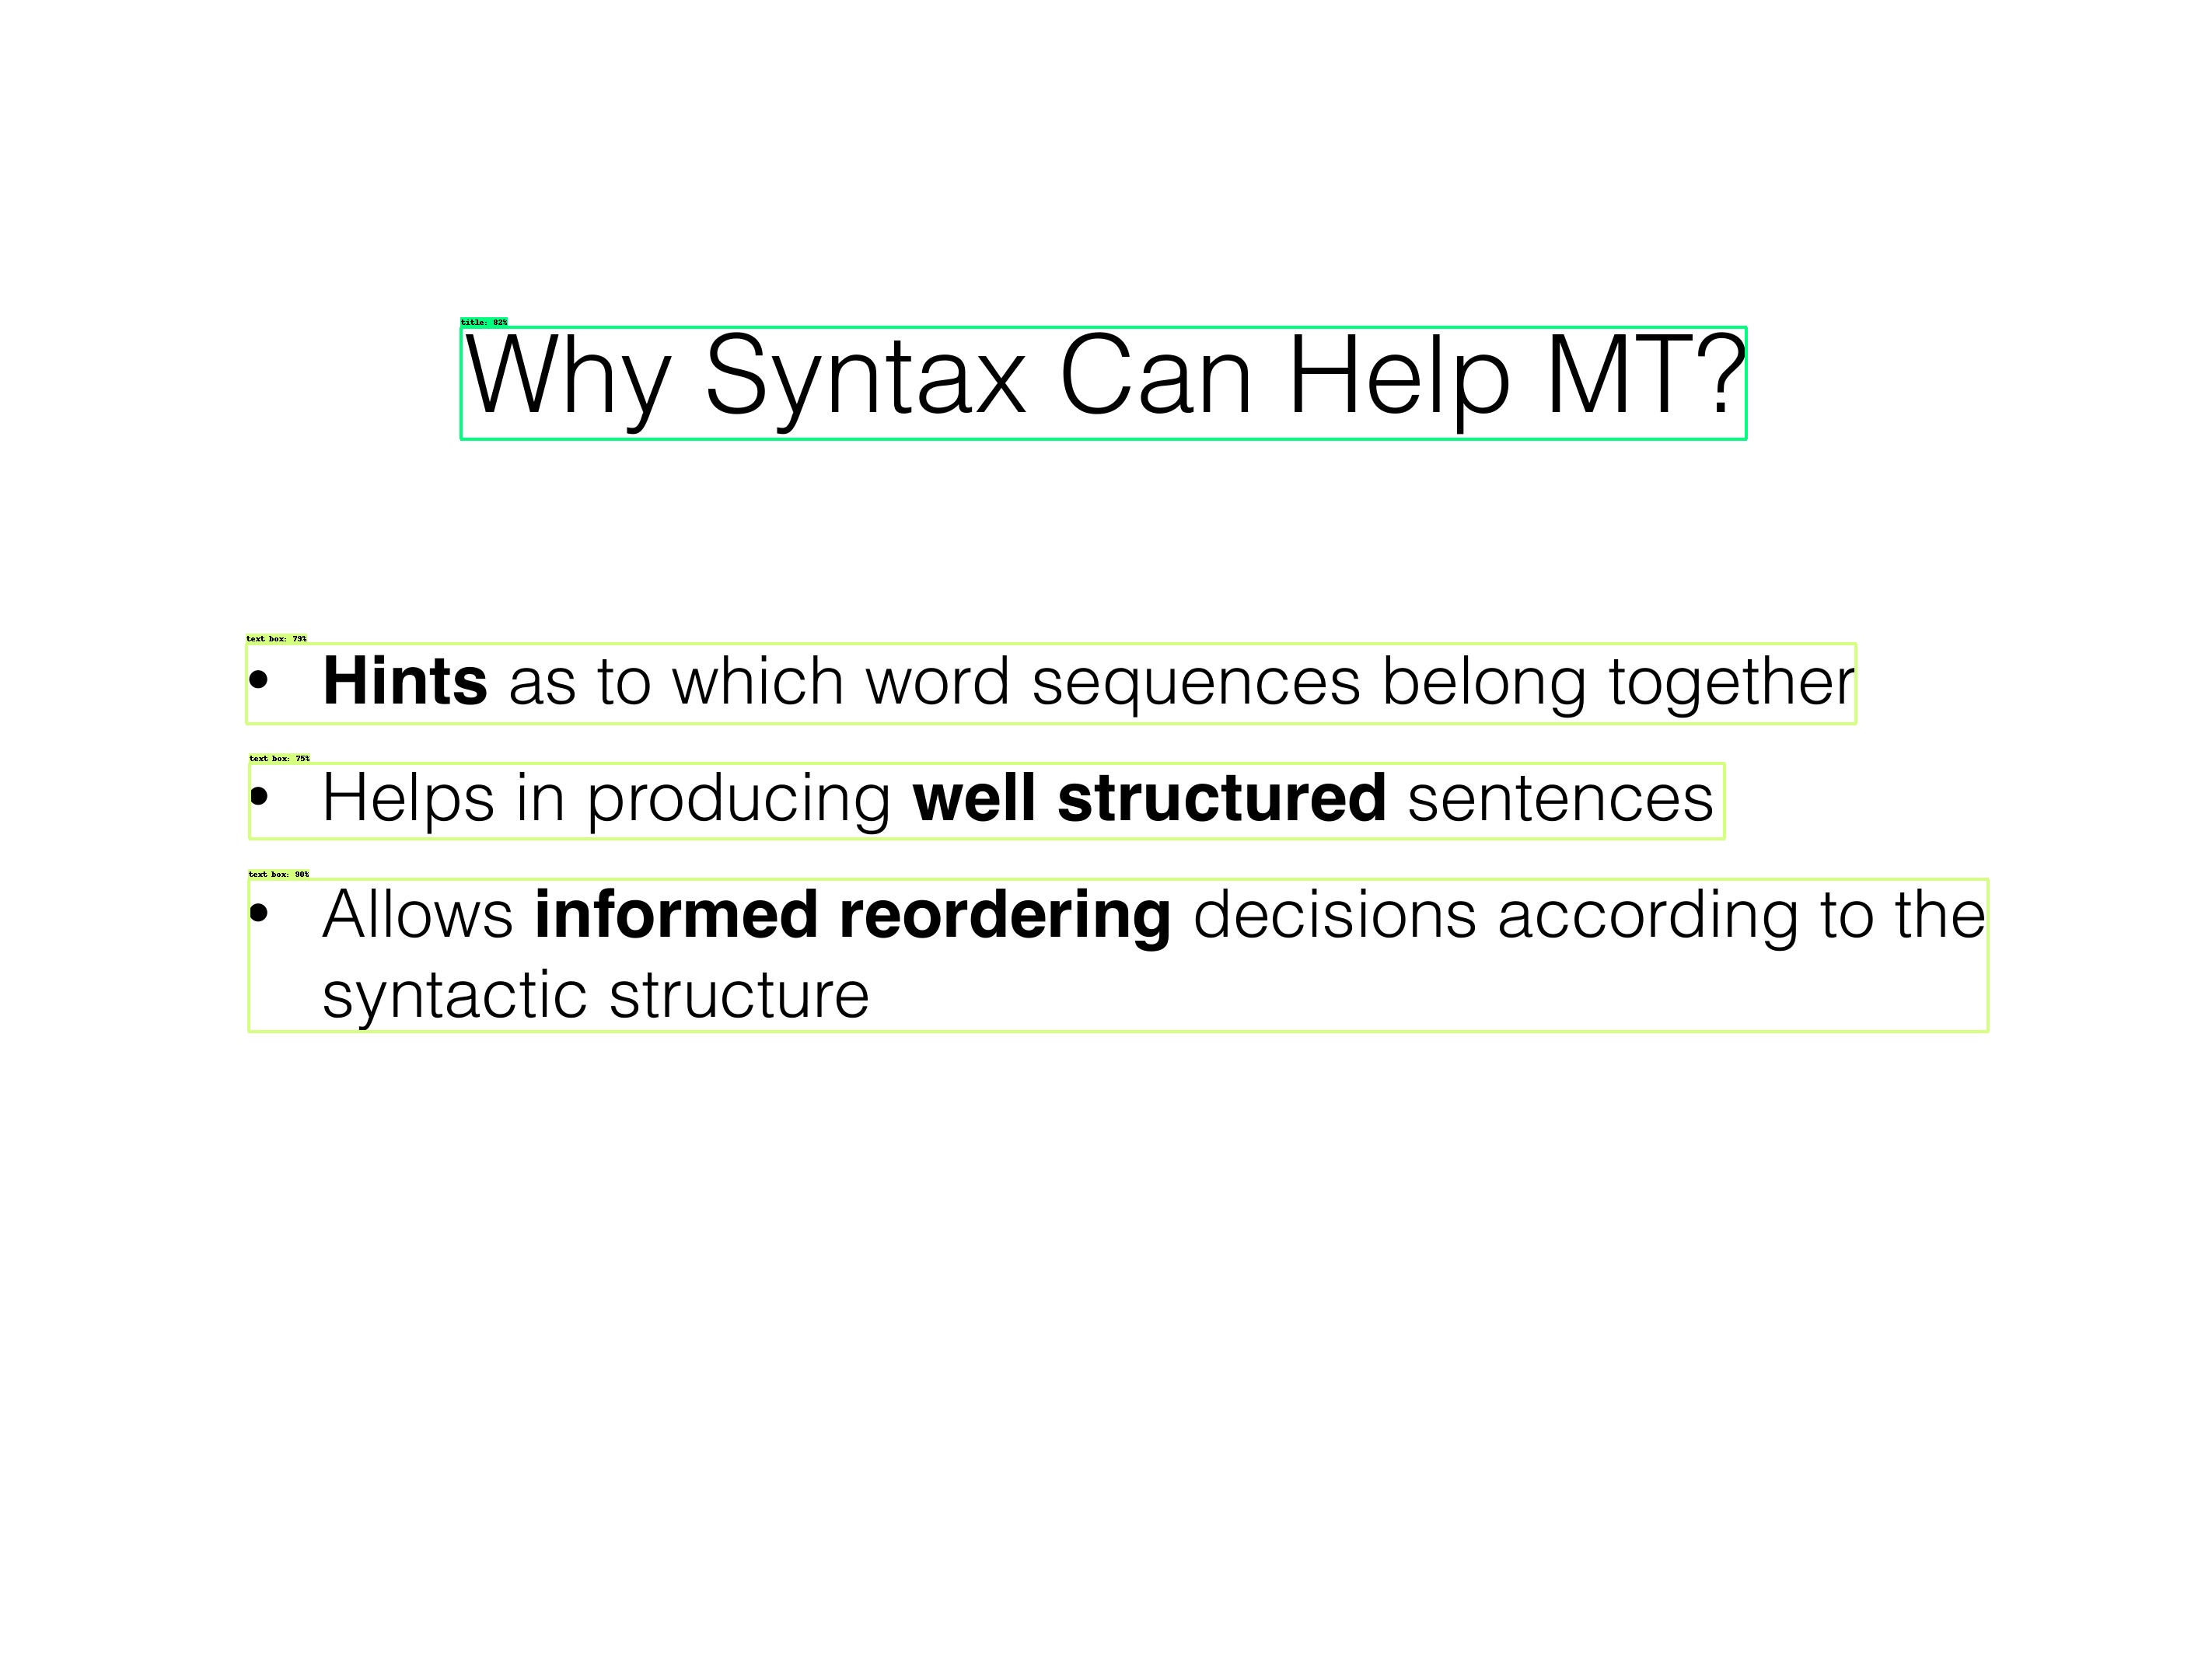 title: 82%
Why Syntax Can Help MT?
text box: 79%
• Hints as to which word sequences belong together
text box: 75%
• Helps in producing well structured sentences
text box: 90%
• Allows informed reordering decisions according to the
syntactic structure